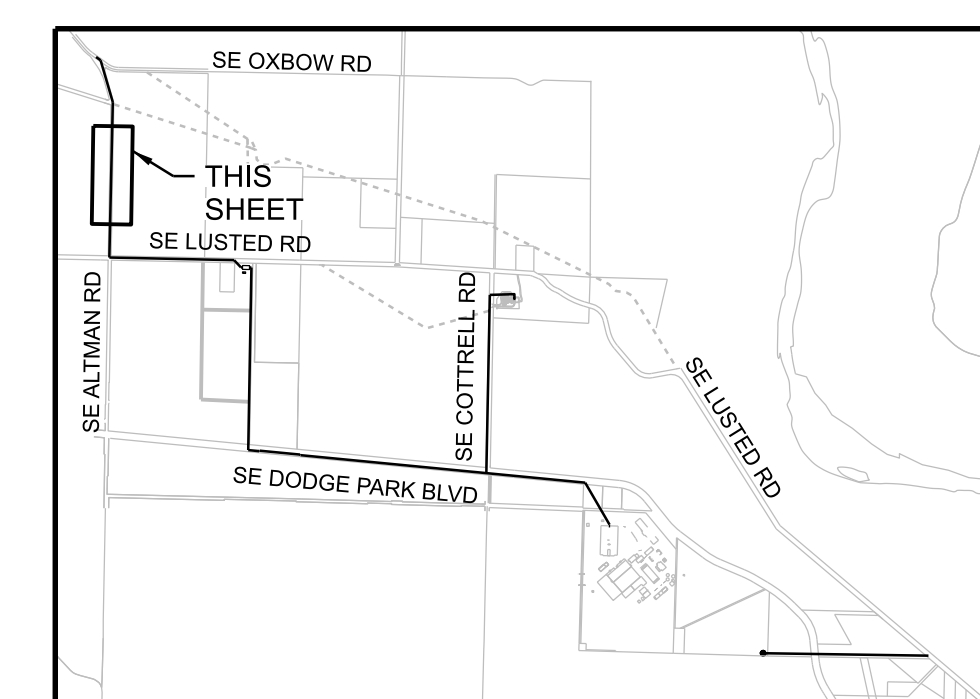 SE OXBOW RD
THIS
SHEET
SE LUSTED RD
SE ALTMAN RD
SE COTTRELL RD
SE LUSTED RD
SE DODGE PARK BLVD